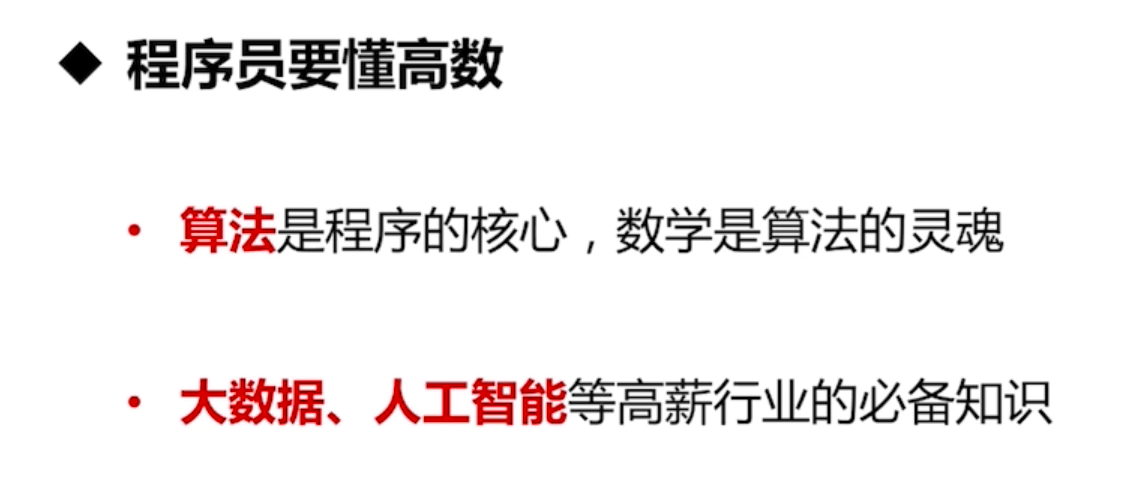 ◆ 程序员要懂高数
• 算法是程序的核心，数学是算法的灵魂
• 大数据、人工智能等高薪行业的必备知识